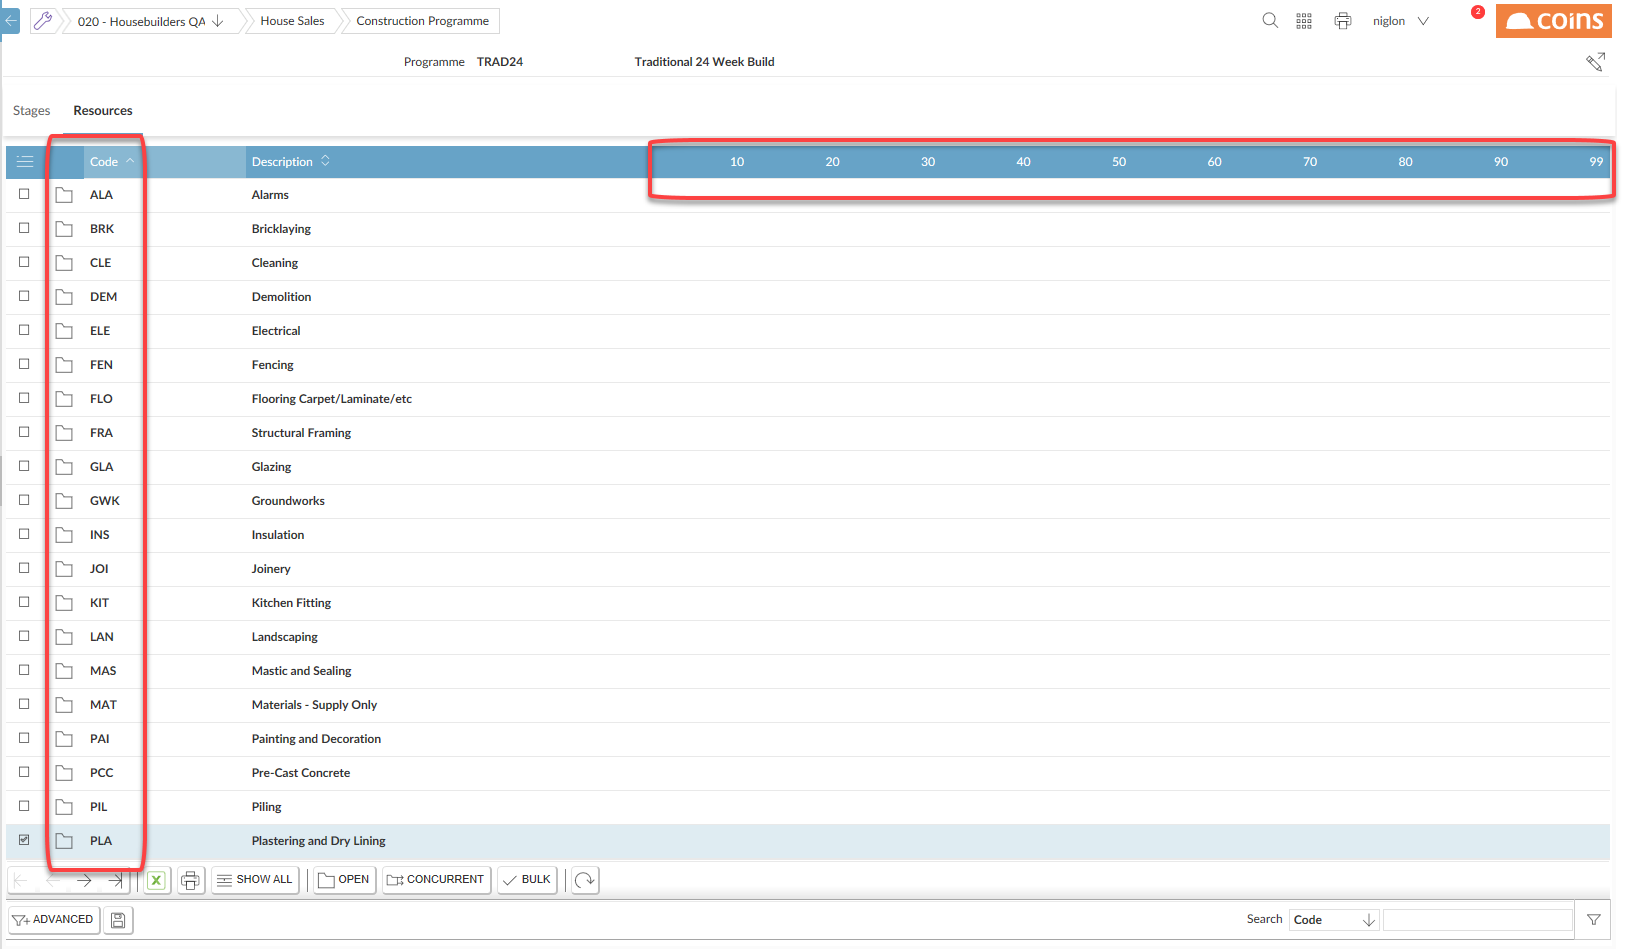 020 - Housebuilders QA House Sales Construction Programme niglon 2 coins
Programme TRAD24 Traditional 24 Week Build
Stages Resources
Code Description 10 20 30 40 50 60 70 80 90 99
ALA Alarms
BRK Bricklaying
CLE Cleaning
DEM Demolition
ELE Electrical
FEN Fencing
FLO Flooring Carpet/Laminate/etc
FRA Structural Framing
GLA Glazing
GWK Groundworks
INS Insulation
JOI Joinery
KIT Kitchen Fitting
LAN Landscaping
MAS Mastic and Sealing
MAT Materials - Supply Only
PAI Painting and Decoration
PCC Pre-Cast Concrete
PIL Piling
PLA Plastering and Dry Lining
SHOW ALL OPEN CONCURRENT BULK
ADVANCED Search Code